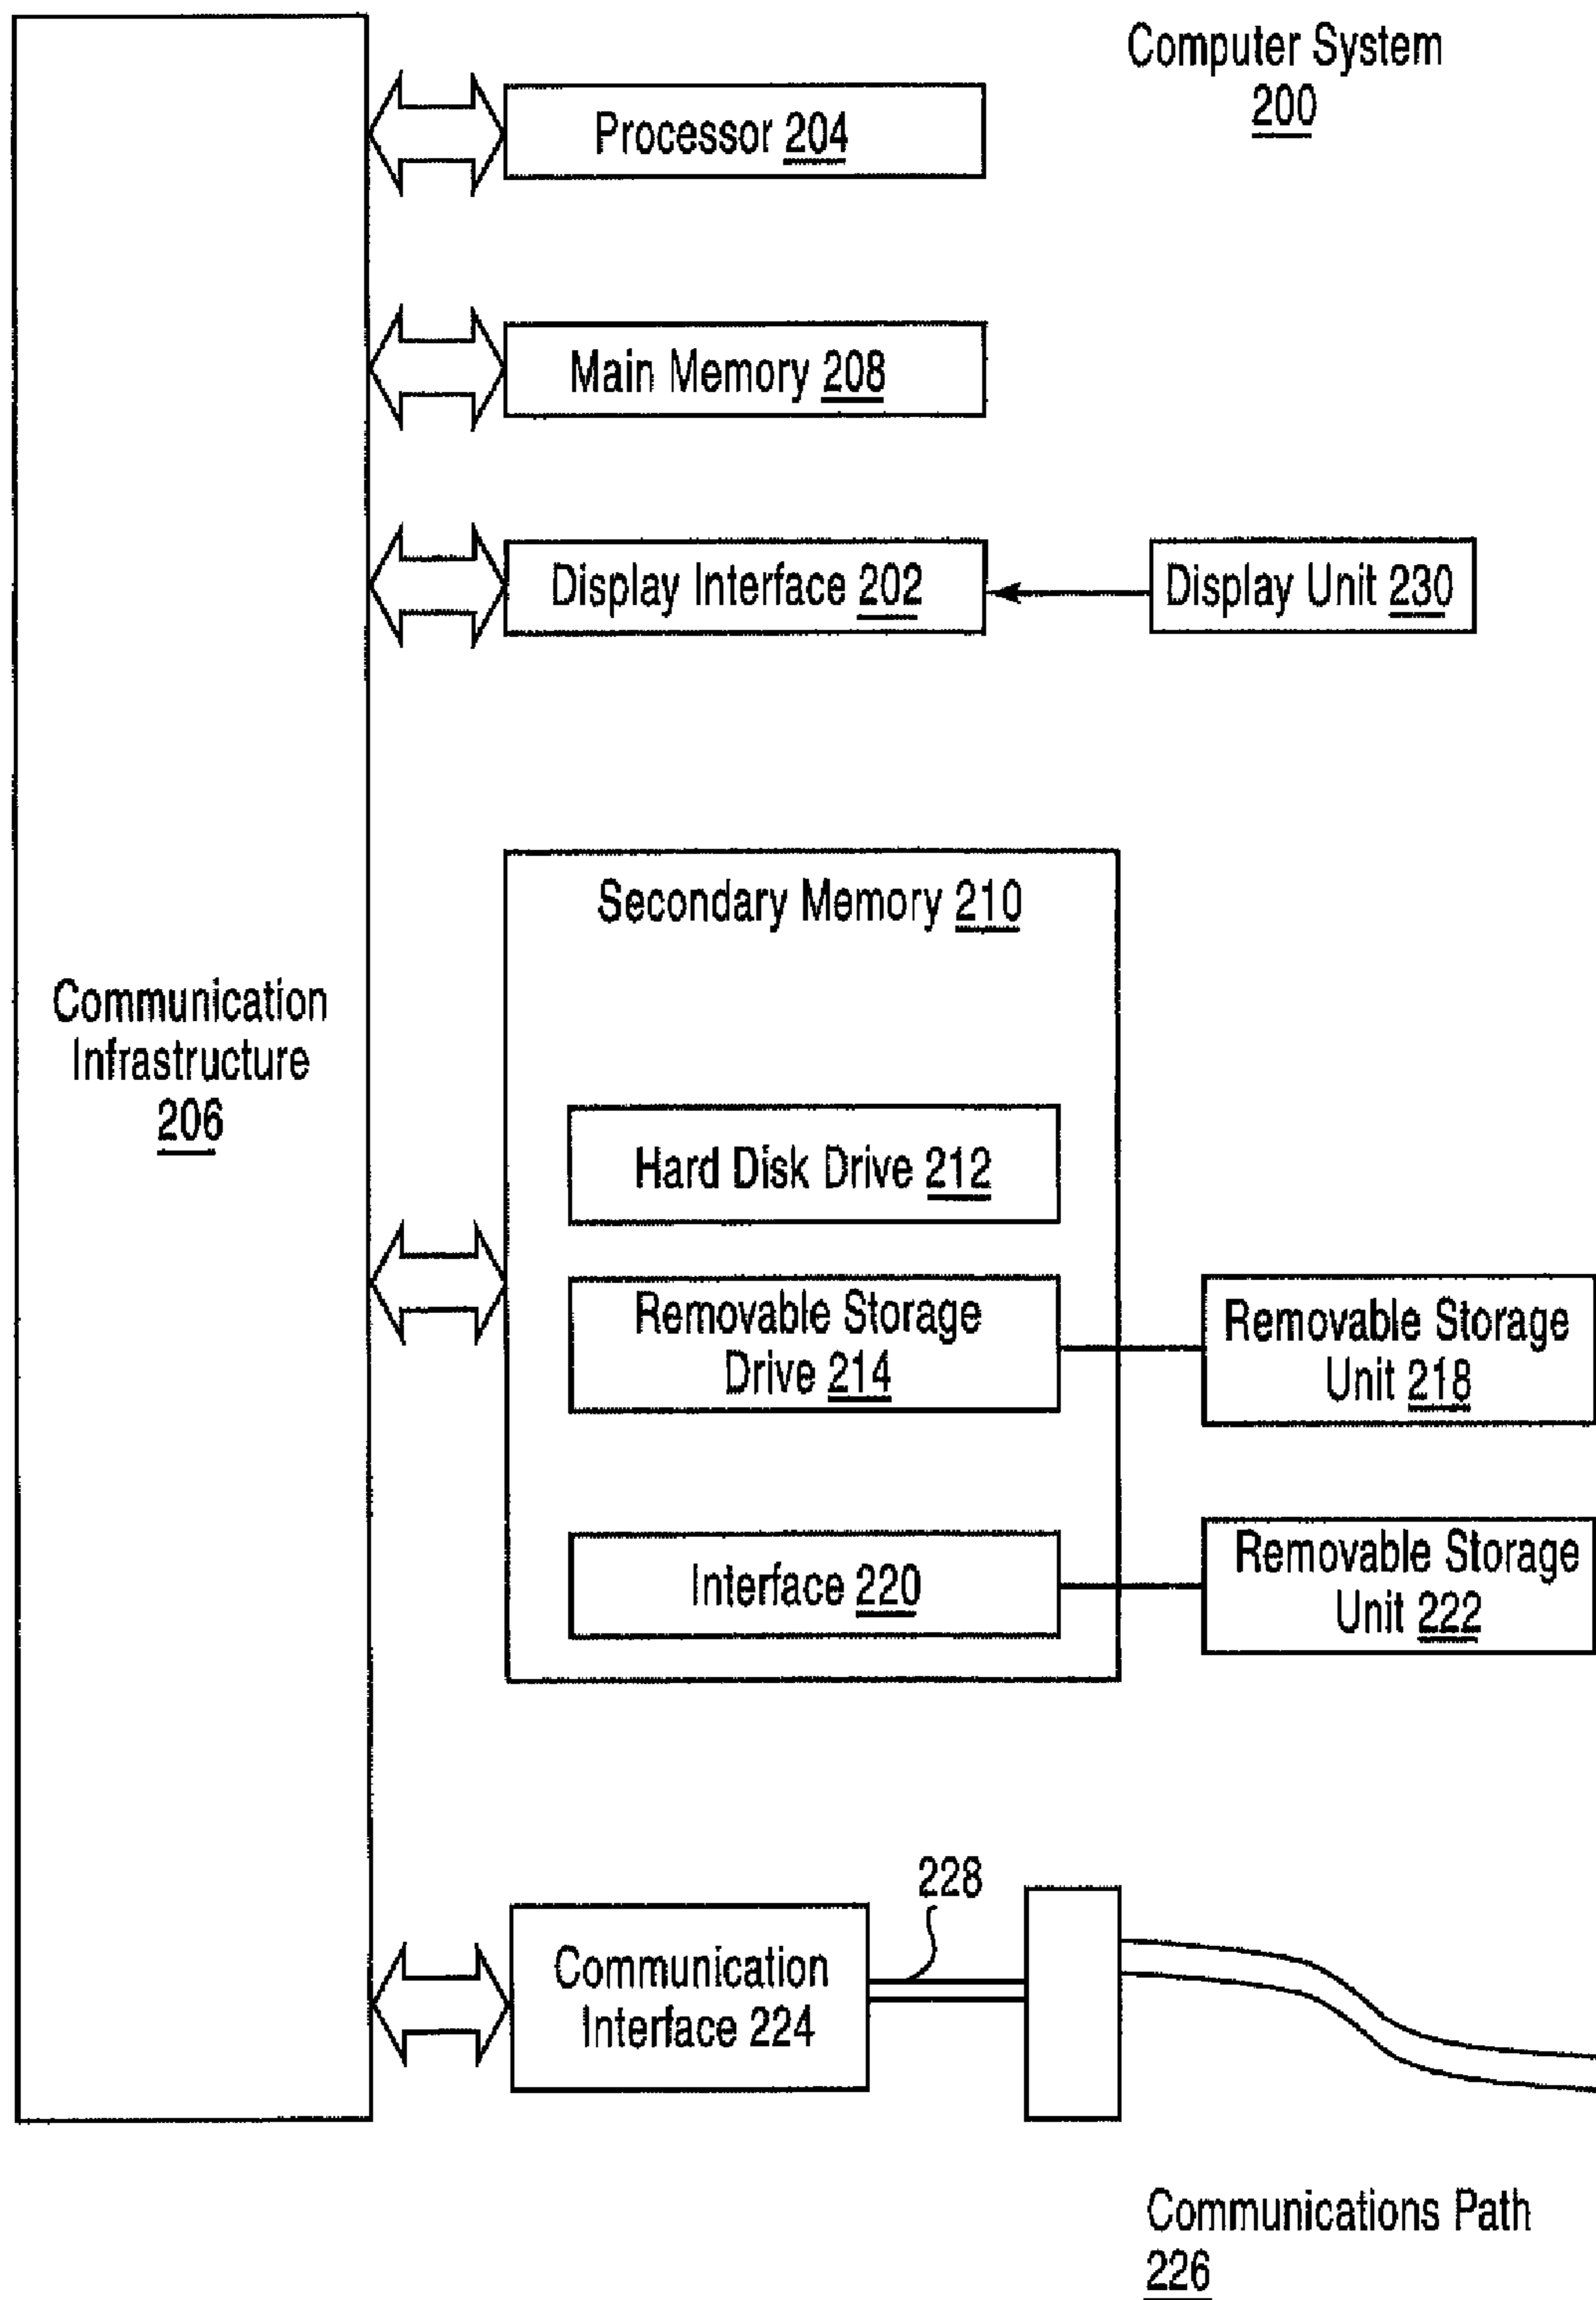 Computer System
200
Processor 204
Main Memory 208
Display Interface 202
Display Unit 230
Secondary Memory 210
Communication
Infrastructure
206
Hard Disk Drive 212
Removable Storage
Drive 214
Removable Storage
Unit 218
Interface 220
Removable Storage
Unit 222
228
Communication
Interface 224
Communications Path
226